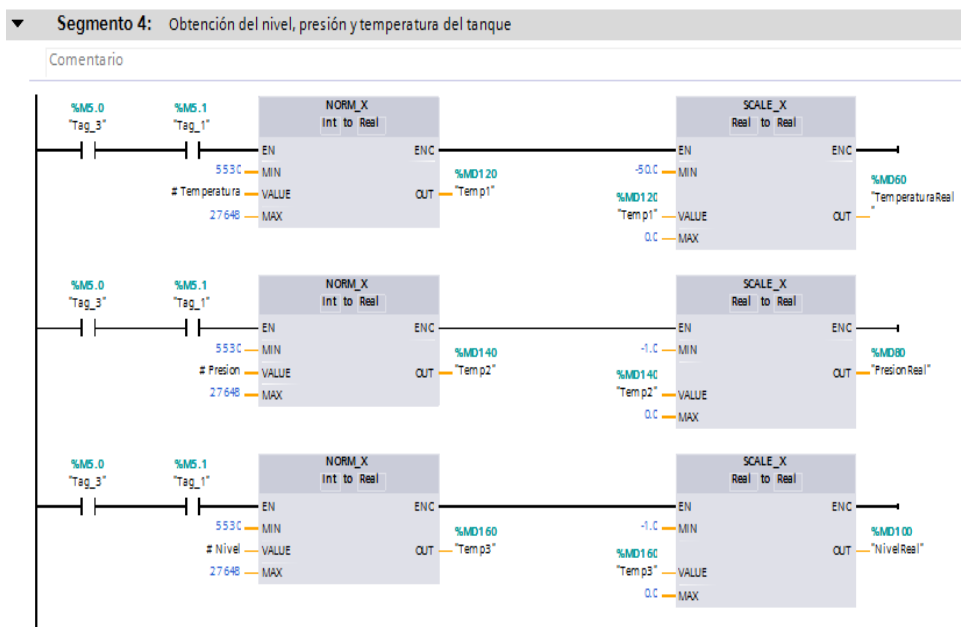 Segmento 4: Obtención del nivel, presión y temperatura del tanque
Comentario
%M5.0 %M5.1 NORM_X SCALE_X
"Tag_3" "Tag_1" Int to Real Real to Real
EN ENC EN ENC
5530 MIN %MD120 -50.0 MIN %MD60
# Temperatura VALUE OUT "Temp1" %MD120 "TemperaturaReal
"Temp1" VALUE OUT "
27648 MAX 0.0 MAX
%M5.0 %M5.1 NORM_X SCALE_X
"Tag_3" "Tag_1" Int to Real Real to Real
EN ENC EN ENC
5530 MIN %MD140 -1.0 MIN %MD80
# Presion VALUE OUT "Temp2" %MD140 OUT "PresionReal"
27648 MAX "Temp2" VALUE
0.0 MAX
%M5.0 %M5.1 NORM_X SCALE_X
"Tag_3" "Tag_1" Int to Real Real to Real
EN ENC EN ENC
5530 MIN %MD160 -1.0 MIN %MD100
# Nivel VALUE OUT "Temp3" %MD160 OUT "NivelReal"
27648 MAX "Temp3" VALUE
0.0 MAX